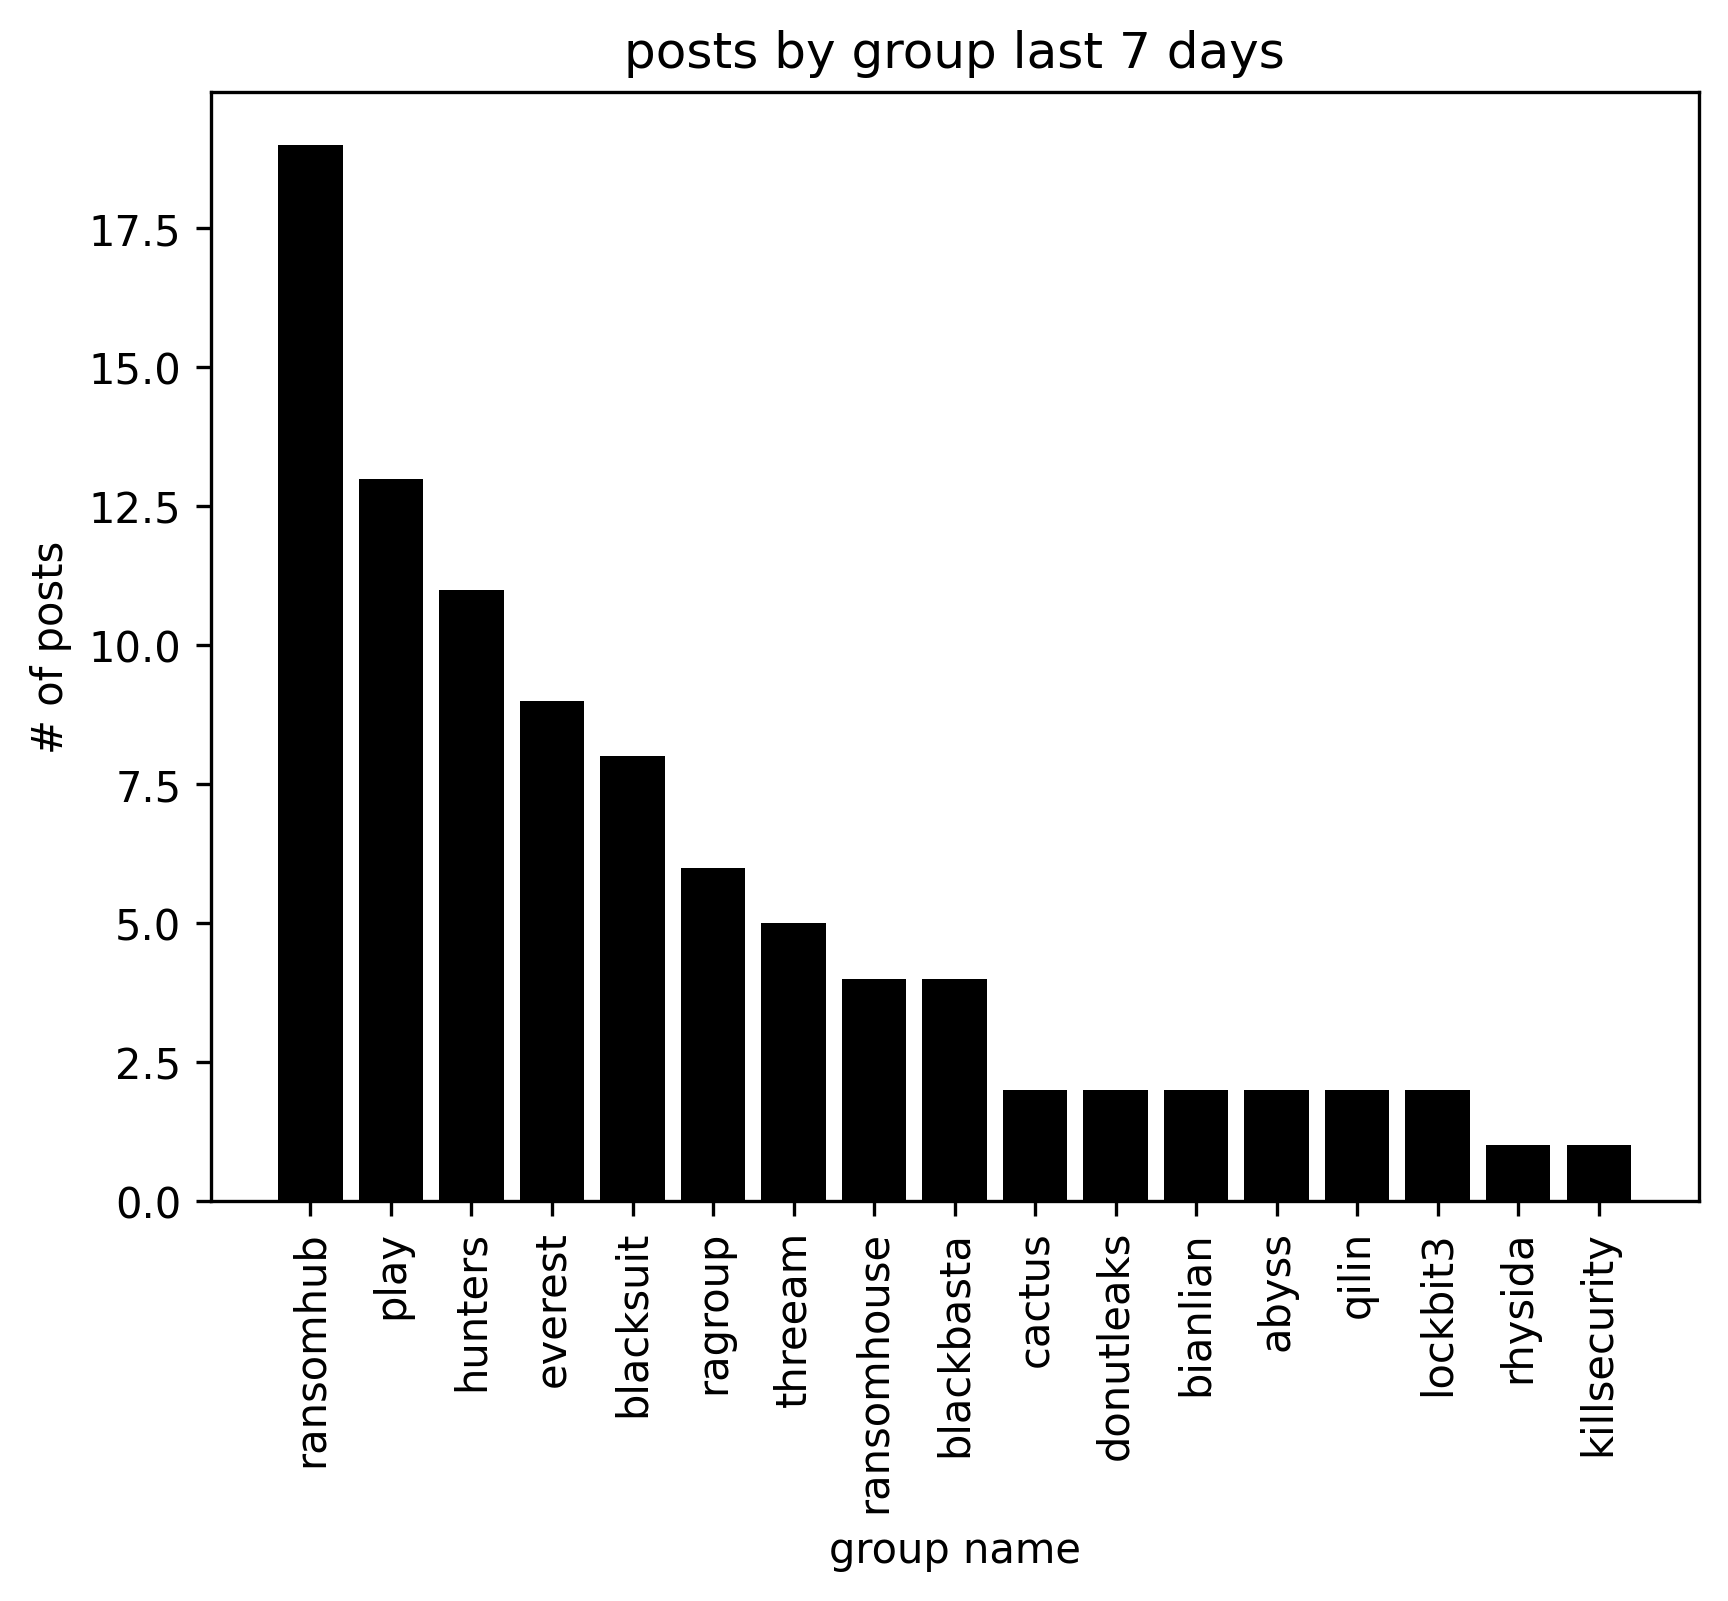 posts by group last 7 days
# of posts
17.5
15.0
12.5
10.0
7.5
5.0
2.5
0.0
ransomhub
play
hunters
everest
blacksuit
ragroup
threeam
ransomhouse
blackbasta
cactus
donutleaks
bianlian
abyss
qilin
lockbit3
rhysida
killsecurity
group name